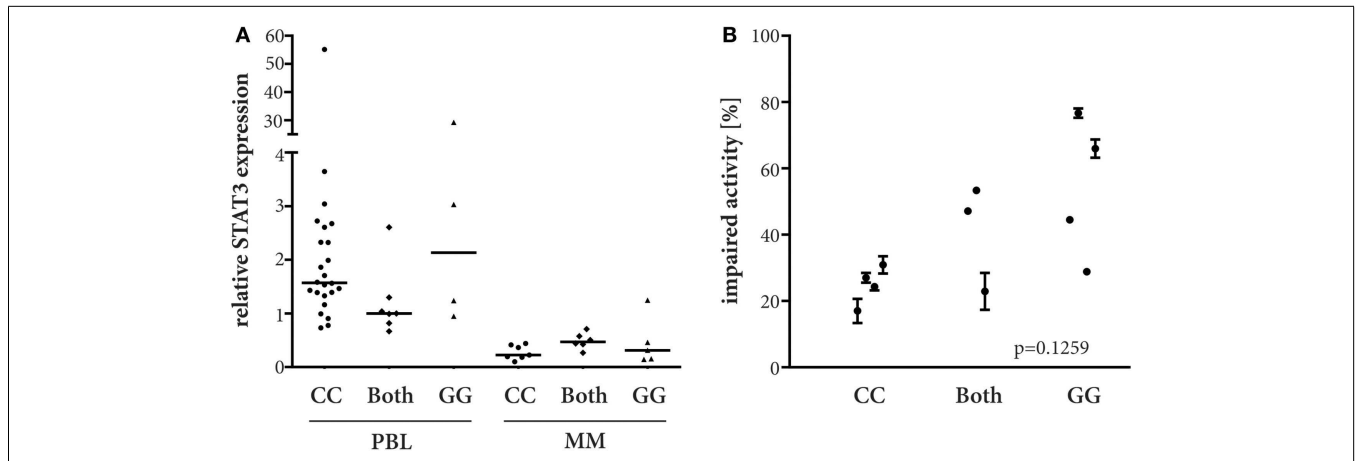 A
relative STAT3 expression
60
50
40
30
4
3
2
1
0
CC Both GG CC Both GG
PBL MM
B
impaired activity [%]
100
80
60
40
20
0
p=0.1259
CC Both GG